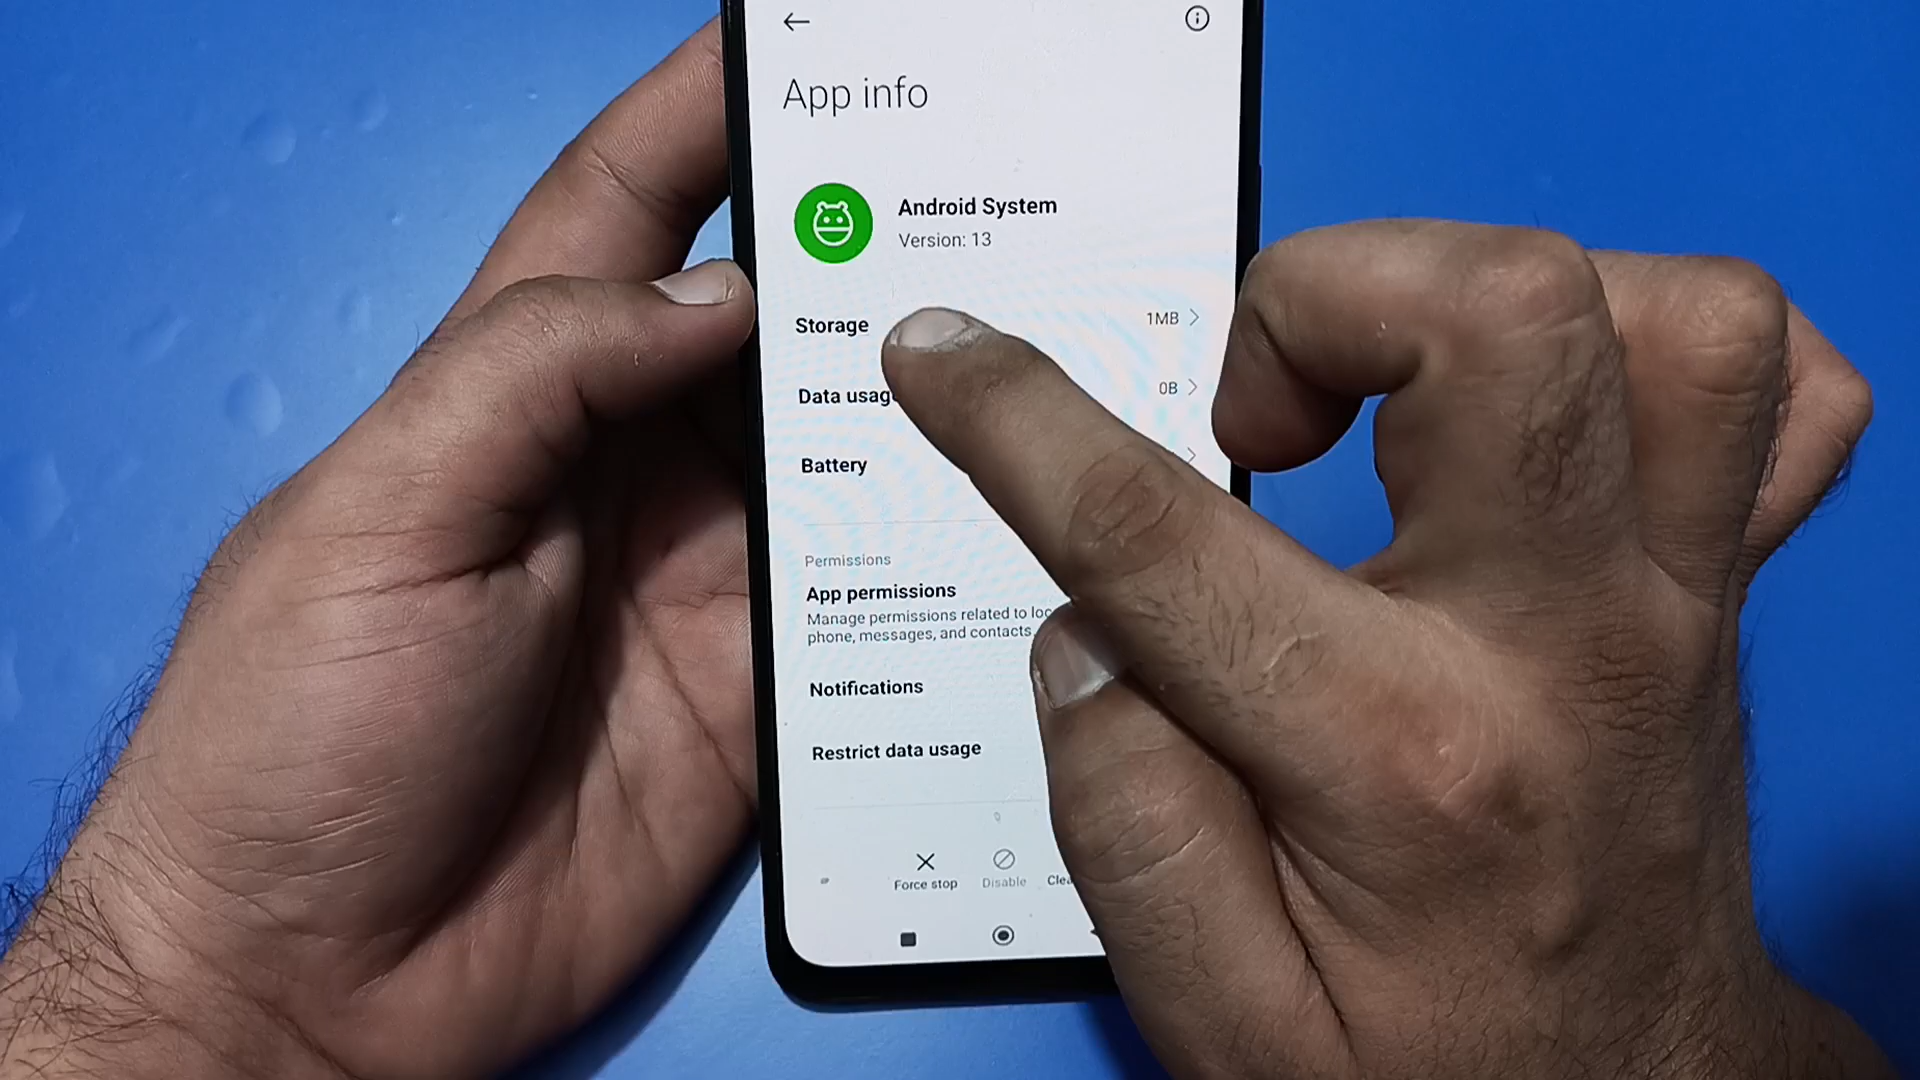 App info
Android System
Version: 13
Storage
1MB
Data usag
0B
Battery
Permissions
App permissions
Manage permissions related to loc
phone, messages, and contacts.
Notifications
Restrict data usage
Force stop
Disable
Clea